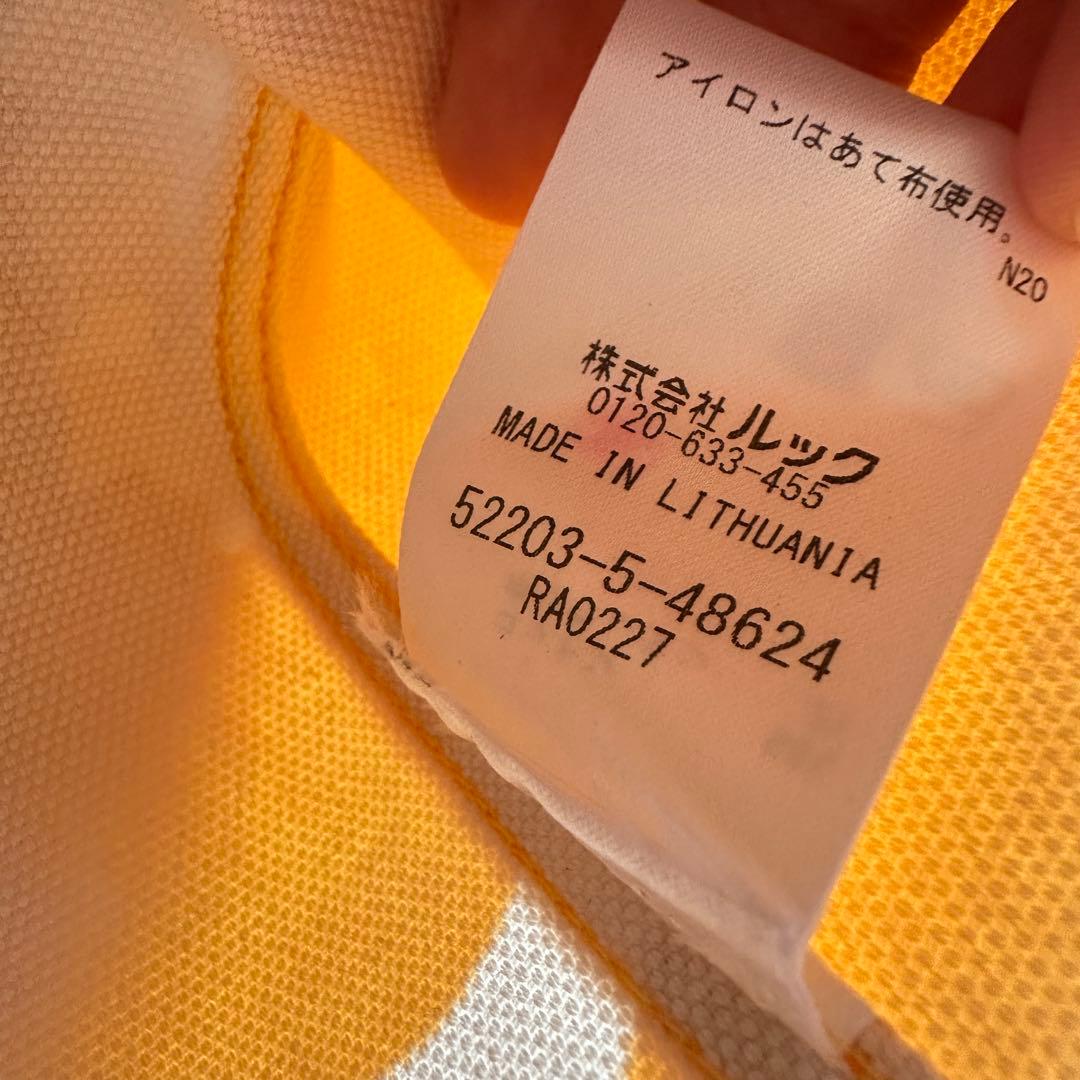 アイロンはあて布使用。
N20
株式会社ルック
0120-633-455
MADE IN LITHUANIA
52203-5-48624
RA0227